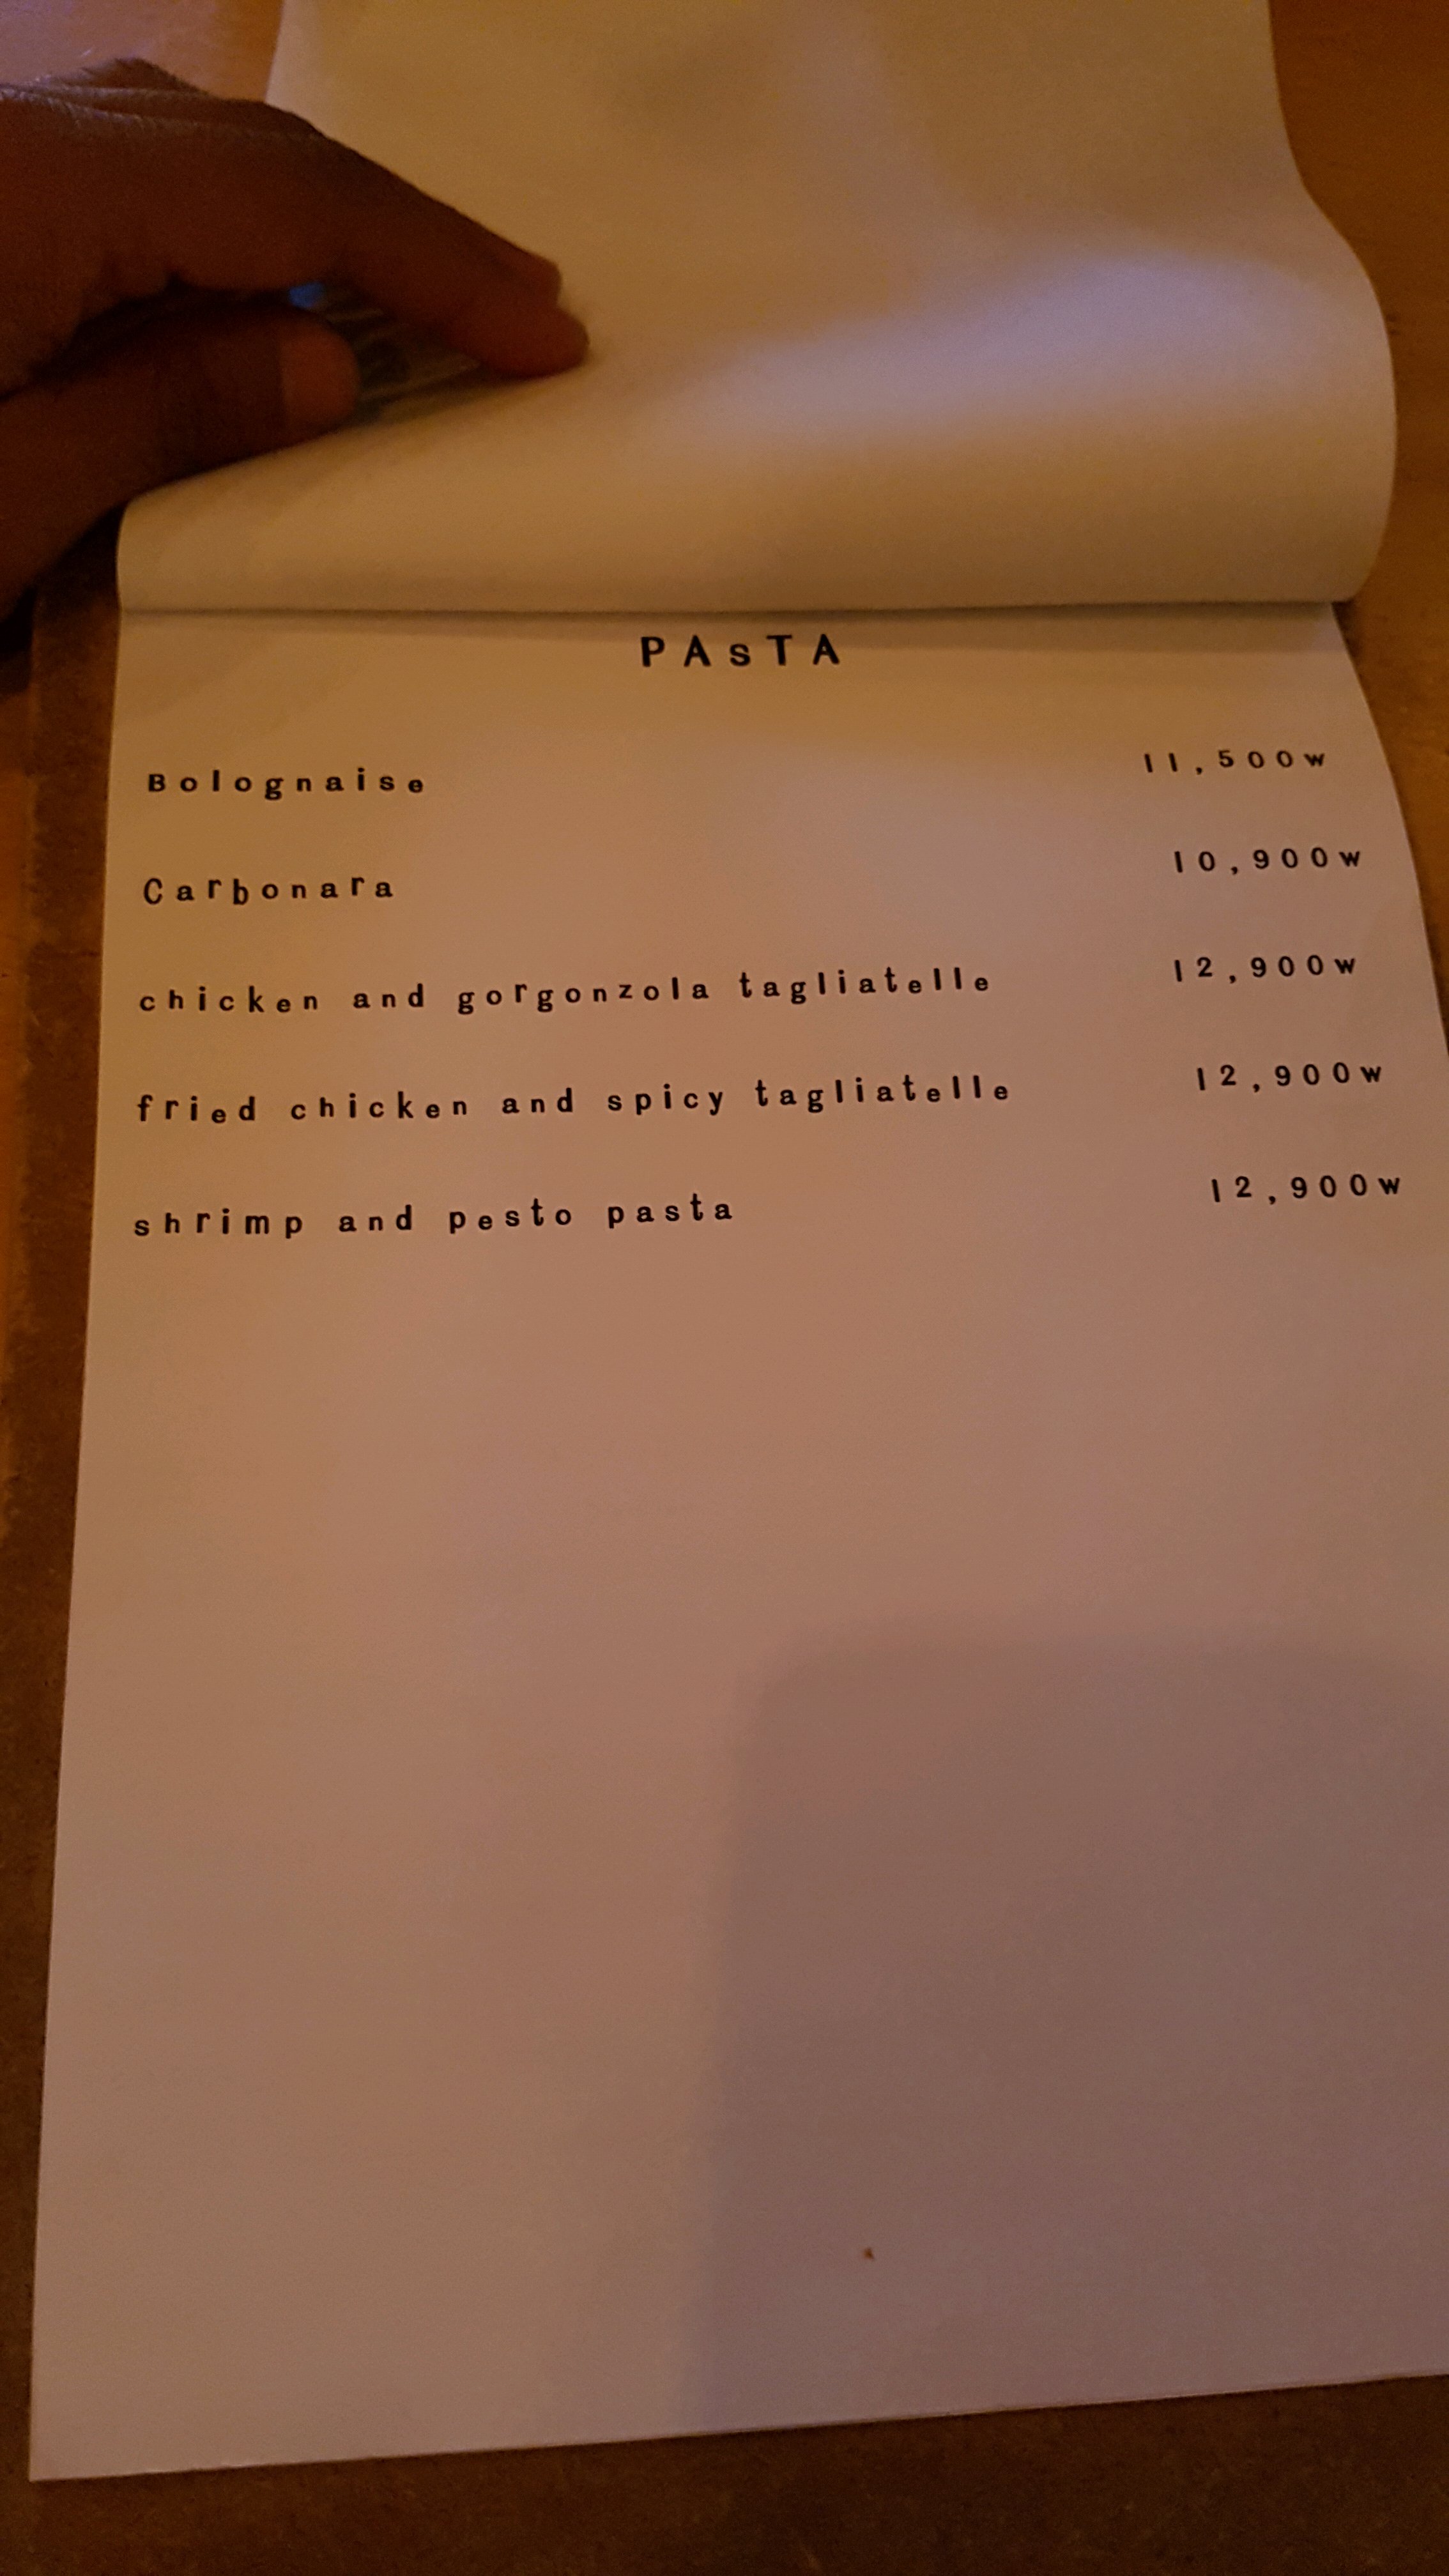 PAsTA
Bolognaise 11,500w
Carbonara 10,900w
chicken and gorgonzola tagliatelle 12,900w
fried chicken and spicy tagliatelle 12,900w
shrimp and pesto pasta 12,900w